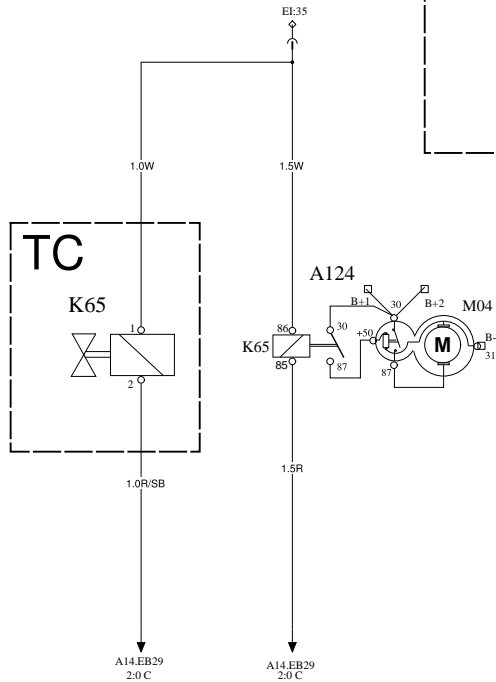 EI:35
1.0W
1.5W
TC
A124
K65
B+1
30
B+2
M04
1
86
30
+50
B-
K65
M
31
2
85
87
87
1.0R/SB
1.5R
A14.EB29
2:0 C
A14.EB29
2:0 C